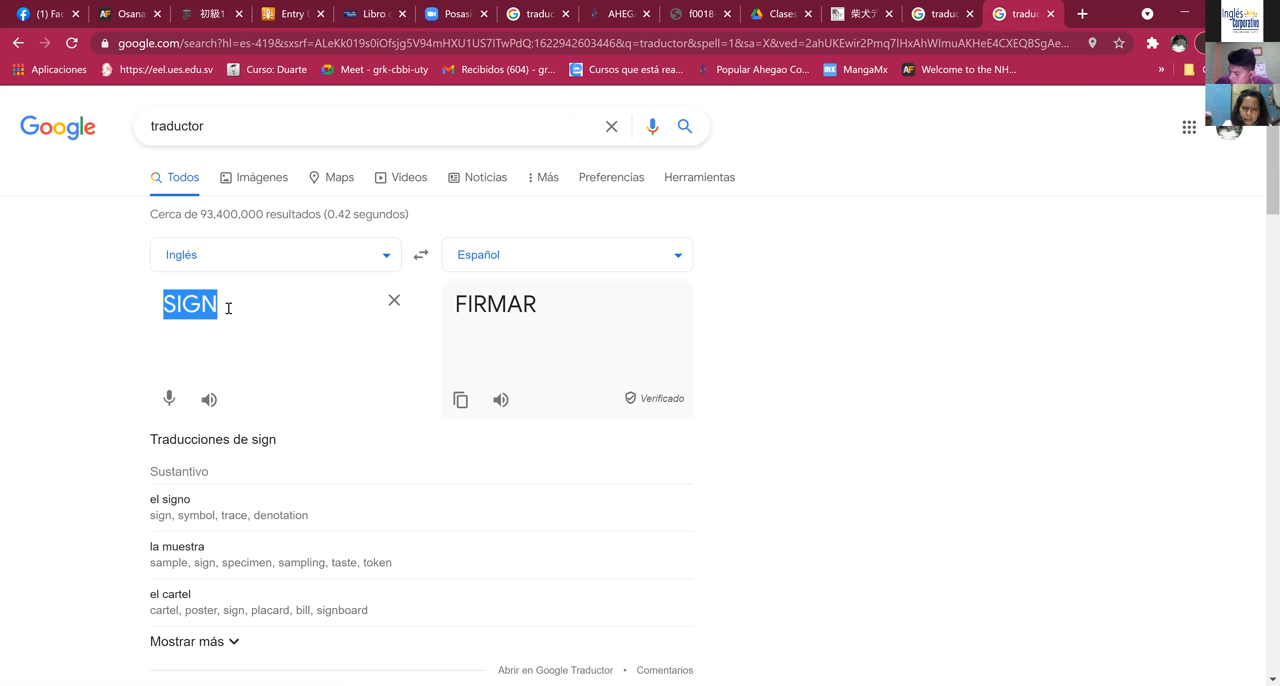 (1) Fac
Osana
初級1
Entry
Libro
Posasi
traduc
AHEG
f0018-
Clases
柴犬デ
traduc
traduc
google.com/search?hl=es-419&sxsrf=ALeKk019s0iOfsjg5V94mHXU1US7ITwPdQ:1622942603446&q=traductor&spell=1&sa=X&ved=2ahUKEwir2Pmq7IHxAhWImuAKHeE4CXEQBSgAe...
Aplicaciones
https://eel.ues.edu.sv
Curso: Duarte
Meet - grk-cbbi-uty
Recibidos (604) - gr...
Cursos que está rea...
Popular Ahegao Co...
MangaMx
Welcome to the NH...
»
Inglés
Corporativo
Google
traductor
Todos
Imágenes
Maps
Videos
Noticias
Más
Preferencias
Herramientas
Cerca de 93,400,000 resultados (0.42 segundos)
Inglés
Español
SIGN
FIRMAR
Verificado
Traducciones de sign
Sustantivo
el signo
sign, symbol, trace, denotation
la muestra
sample, sign, specimen, sampling, taste, token
el cartel
cartel, poster, sign, placard, bill, signboard
Mostrar más
Abrir en Google Traductor • Comentarios